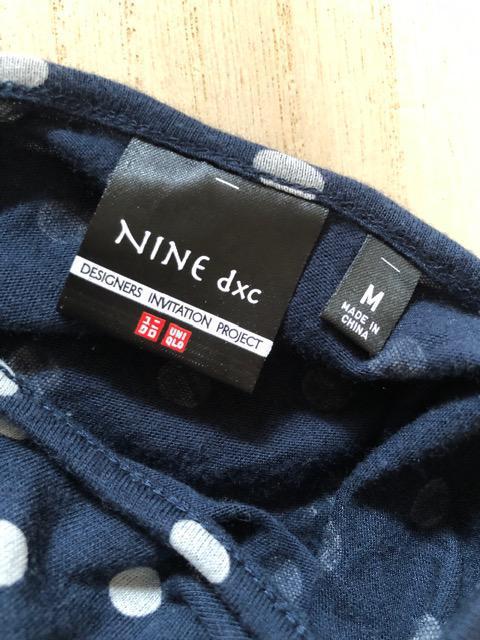 NINE dxc
DESIGNERS INVITATION PROJECT
ユニ
クロ
UNI
QLO
M
MADE IN
CHINA